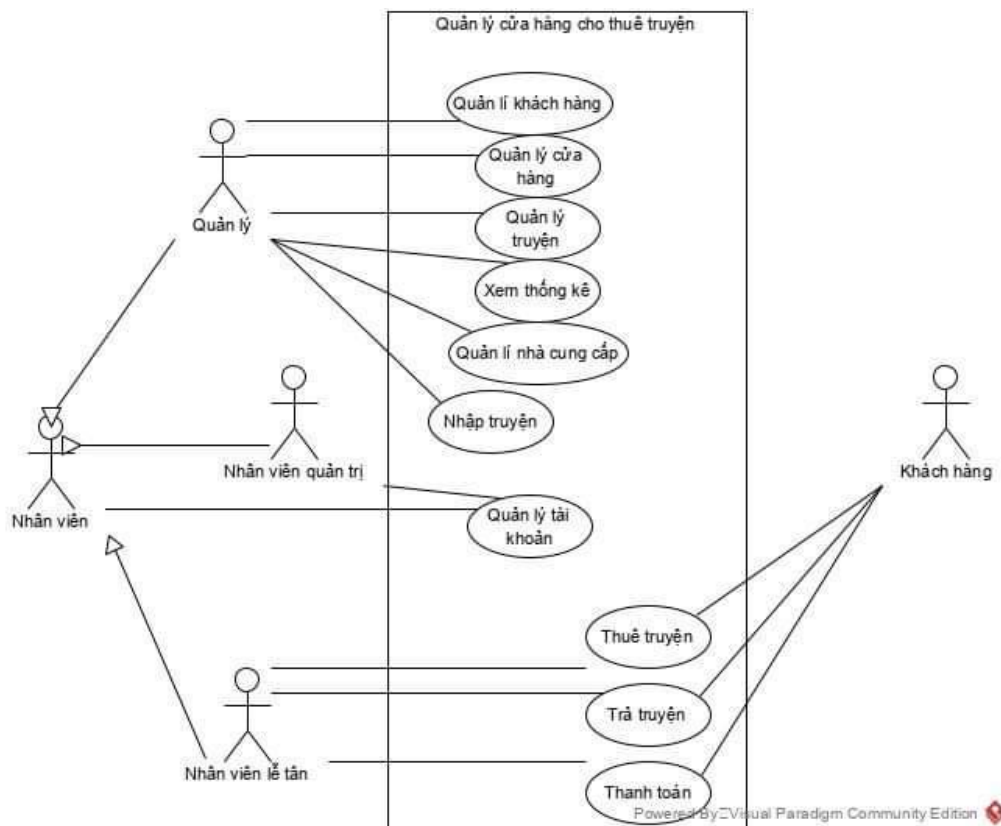 Quản lý cửa hàng cho thuê truyện
Quản lí khách hàng
Quản lý cửa
hàng
Quản lý
Quản lý
truyện
Xem thống kê
Quản lí nhà cung cấp
Nhập truyện
Nhân viên quản trị
Khách hàng
Nhân viên
Quản lý tài
khoản
Thuê truyện
Trả truyện
Nhân viên lễ tân
Thanh toán
Powered By Visual Paradigm Community Edition